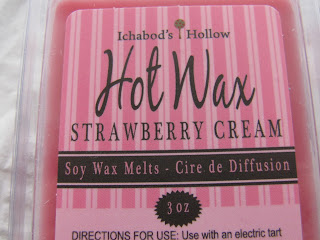 Ichabod's Hollow
Hot Wax
STRAWBERRY CREAM
Soy Wax Melts - Cire de Diffusion
3 oz
DIRECTIONS FOR USE: Use with an electric tart